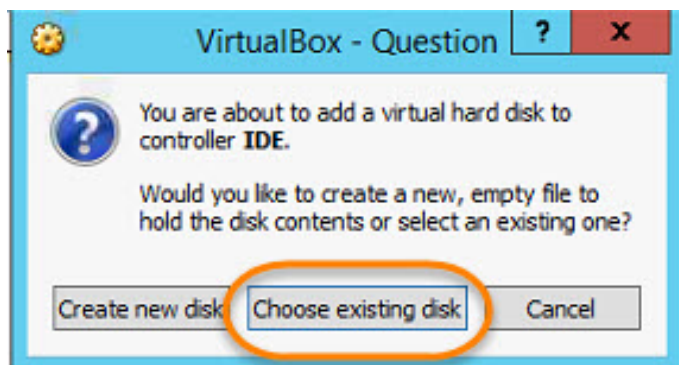 VirtualBox - Question ? x
You are about to add a virtual hard disk to
controller IDE.
Would you like to create a new, empty file to
hold the disk contents or select an existing one?
Create new disk Choose existing disk Cancel